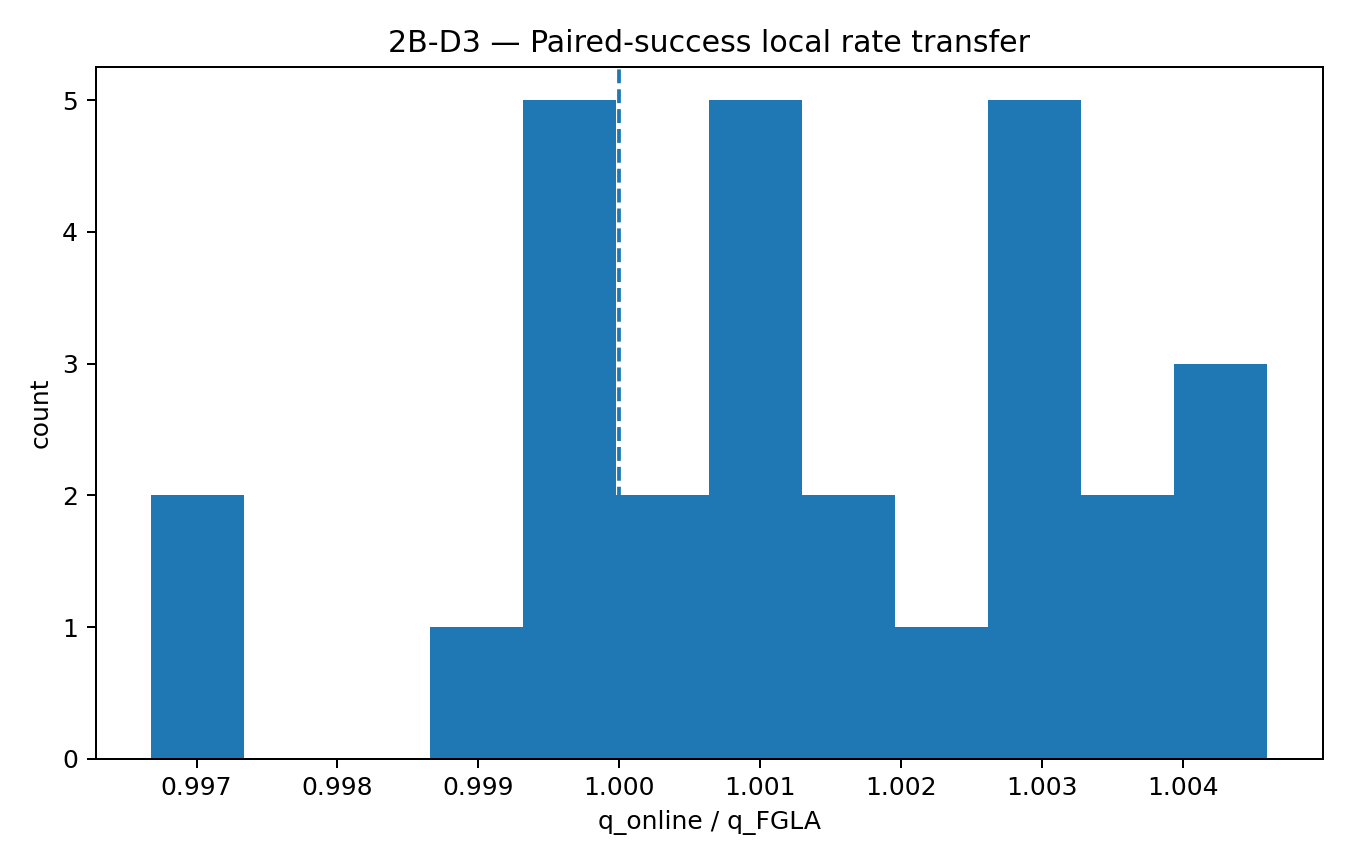 2B-D3 — Paired-success local rate transfer
5
4
3
2
1
0
count
0.997 0.998 0.999 1.000 1.001 1.002 1.003 1.004
q_online / q_FGLA